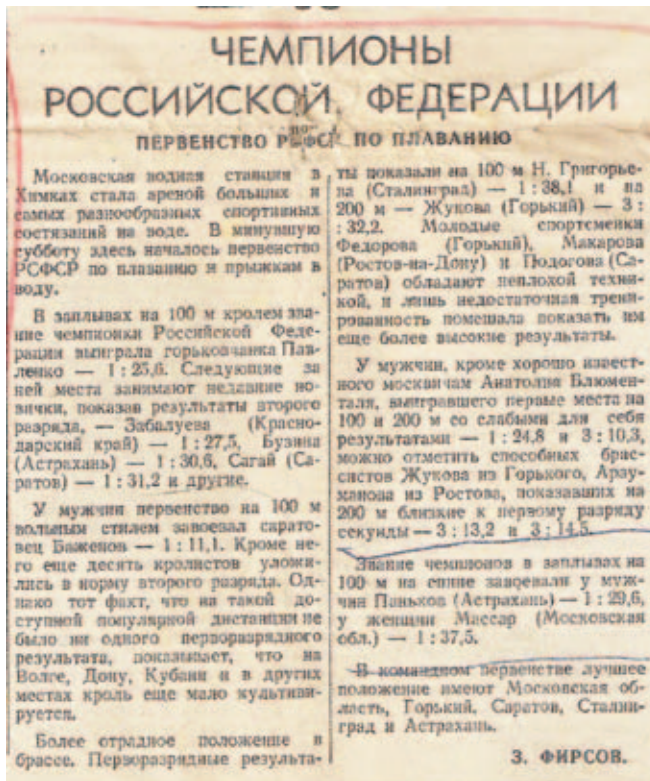 ЧЕМПИОНЫ
РОССИЙСКОЙ ФЕДЕРАЦИИ
ПЕРВЕНСТВО РСФСР ПО ПЛАВАНИЮ
Московская водная станция в
Химках стала ареной больших и
самых разнообразных спортивных
состязаний на воде. В минувшую
субботу здесь началось первенство
РСФСР по плаванию и прыжкам в
воду.
В заплывах на 100 м кролем зва-
ние чемпионки Российской Феде-
рации выиграла горьковчанка Пав-
ленко — 1 : 25,6. Следующие за
ней места занимают недавние но-
вички, показав результаты второго
разряда, — Забалуева (Красно-
дарский край) — 1 : 27,5, Бузина
(Астрахань) — 1 : 30,6, Сагай (Са-
ратов) — 1 : 31,2 и другие.
У мужчин первенство на 100 м
вольным стилем завоевал сарато-
вец Баженов — 1 : 11,1. Кроме не-
го еще десять кролистов уложи-
лись в норму второго разряда. Од-
нако тот факт, что на такой до-
ступной популярной дистанции не
было ни одного перворазрядного
результата, показывает, что на
Волге, Дону, Кубани и в других
местах кроль еще мало культиви-
руется.
Более отрадное положение в
брассе. Перворазрядные результа-
ты показали на 100 м Н. Григорье-
ва (Сталинград) — 1 : 38,1 и на
200 м — Жукова (Горький) — 3 :
: 32,2. Молодые спортсменки
Федорова (Горький), Макарова
(Ростов-на-Дону) и Подогова (Са-
ратов) обладают неплохой техни-
кой, и лишь недостаточная трени-
рованность помешала показать им
еще более высокие результаты.
У мужчин, кроме хорошо извест-
ного москвичам Анатолия Блюмен-
таля, выигравшего первые места на
100 и 200 м со слабыми для себя
результатами — 1 : 24,8 и 3 : 10,3,
можно отметить способных брас-
систов Жукова из Горького, Арзу-
манова из Ростова, показавших на
200 м близкие к первому разряду
секунды — 3 : 13,2 и 3 : 14,5.
Звание чемпионов в заплывах на
100 м на спине завоевали у муж-
чин Паньков (Астрахань) — 1 : 29,6,
у женщин Массар (Московская
обл.) — 1 : 37,5.
В командном первенстве лучшее
положение имеют Московская об-
ласть, Горький, Саратов, Сталин-
град и Астрахань.
З. ФИРСОВ.